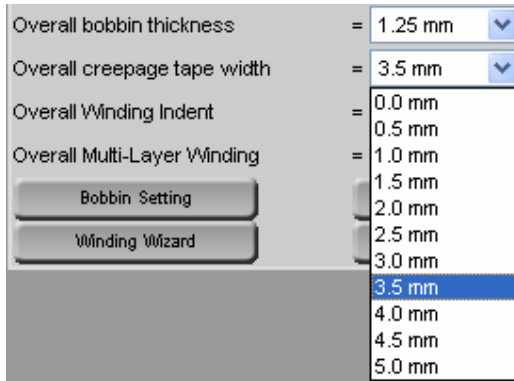 Overall bobbin thickness = 1.25 mm
Overall creepage tape width = 3.5 mm
Overall Winding Indent =
Overall Multi-Layer Winding =
Bobbin Setting
Winding Wizard
0.0 mm
0.5 mm
1.0 mm
1.5 mm
2.0 mm
2.5 mm
3.0 mm
3.5 mm
4.0 mm
4.5 mm
5.0 mm